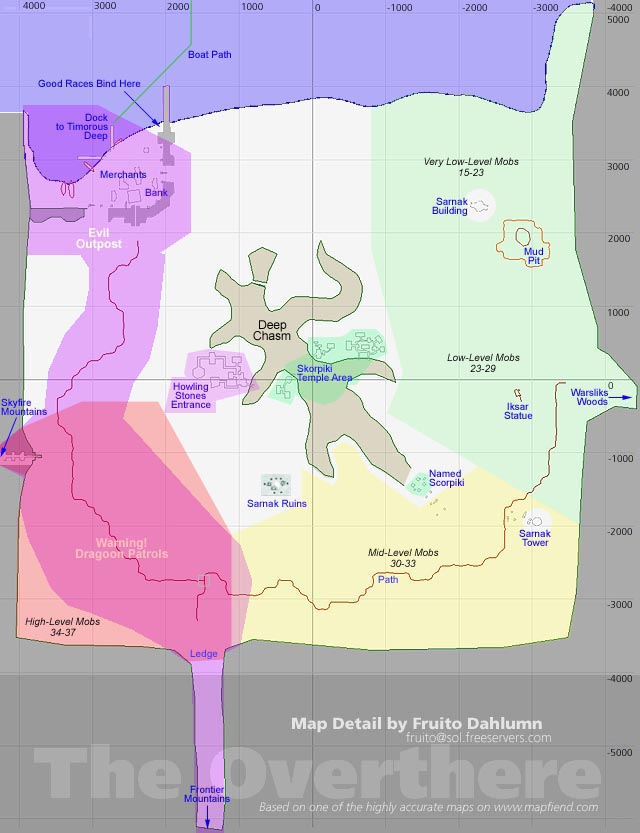 4000 3000 2000 1000 0 -1000 -2000 -3000 -4000
5000
Boat Path
Good Races Bind Here
4000
Dock
to Timorous
Deep
3000
Very Low-Level Mobs
15-23
Merchants
Bank
Sarnak
Building
Evil
Outpost
2000
Mud
Pit
1000
Deep
Chasm
Low-Level Mobs
23-29
Skorpiki
Temple Area
0
Howling
Stones
Entrance
Warsliks
Woods
Skyfire
Mountains
Iksar
Statue
-1000
Named
Scorpiki
Sarnak Ruins
-2000
Sarnak
Tower
Warning!
Dragoon Patrols
Mid-Level Mobs
30-33
Path
-3000
High-Level Mobs
34-37
Ledge
-4000
Map Detail by Fruito Dahlumn
fruito@sol.freeservers.com
-5000
The Overthere
Frontier
Mountains
Based on one of the highly accurate maps on www.mapfiend.com